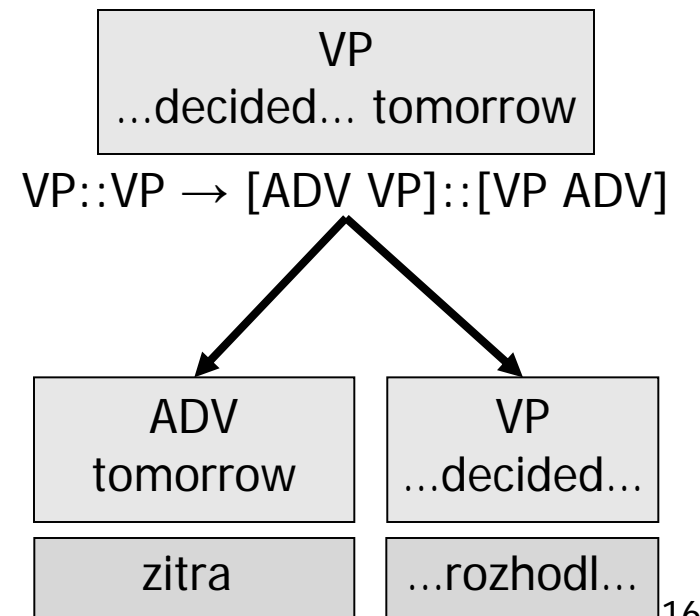 VP
...decided... tomorrow
VP::VP → [ADV VP]::[VP ADV]
ADV
tomorrow
VP
...decided...
zitra
...rozhodl...
16